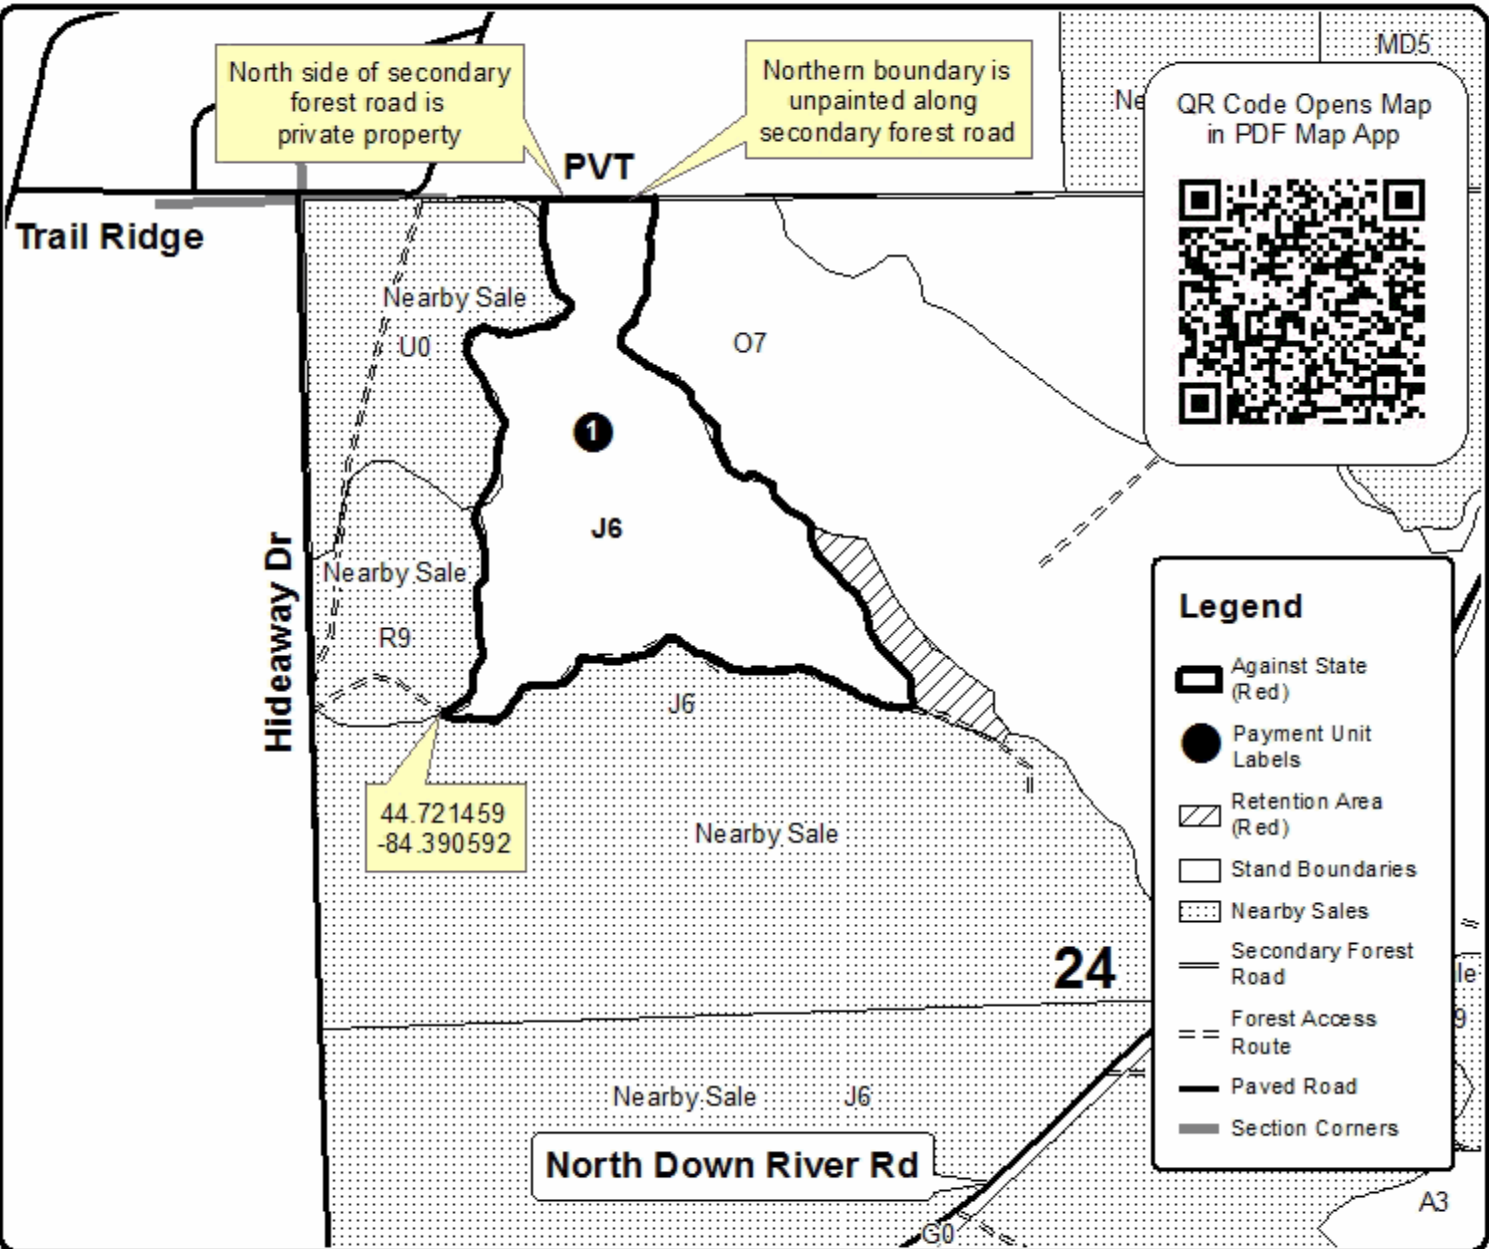 MD5
North side of secondary
forest road is
private property
Northern boundary is
unpainted along
secondary forest road
Ne
QR Code Opens Map
in PDF Map App
PVT
Trail Ridge
Nearby Sale
U0
O7
1
J6
Hideaway Dr
Nearby Sale
R9
J6
44.721459
-84.390592
Nearby Sale
24
Legend
Against State
(Red)
Payment Unit
Labels
Retention Area
(Red)
Stand Boundaries
Nearby Sales
Secondary Forest
Road
Forest Access
Route
Paved Road
Section Corners
le
9
Nearby Sale
J6
North Down River Rd
A3
G0